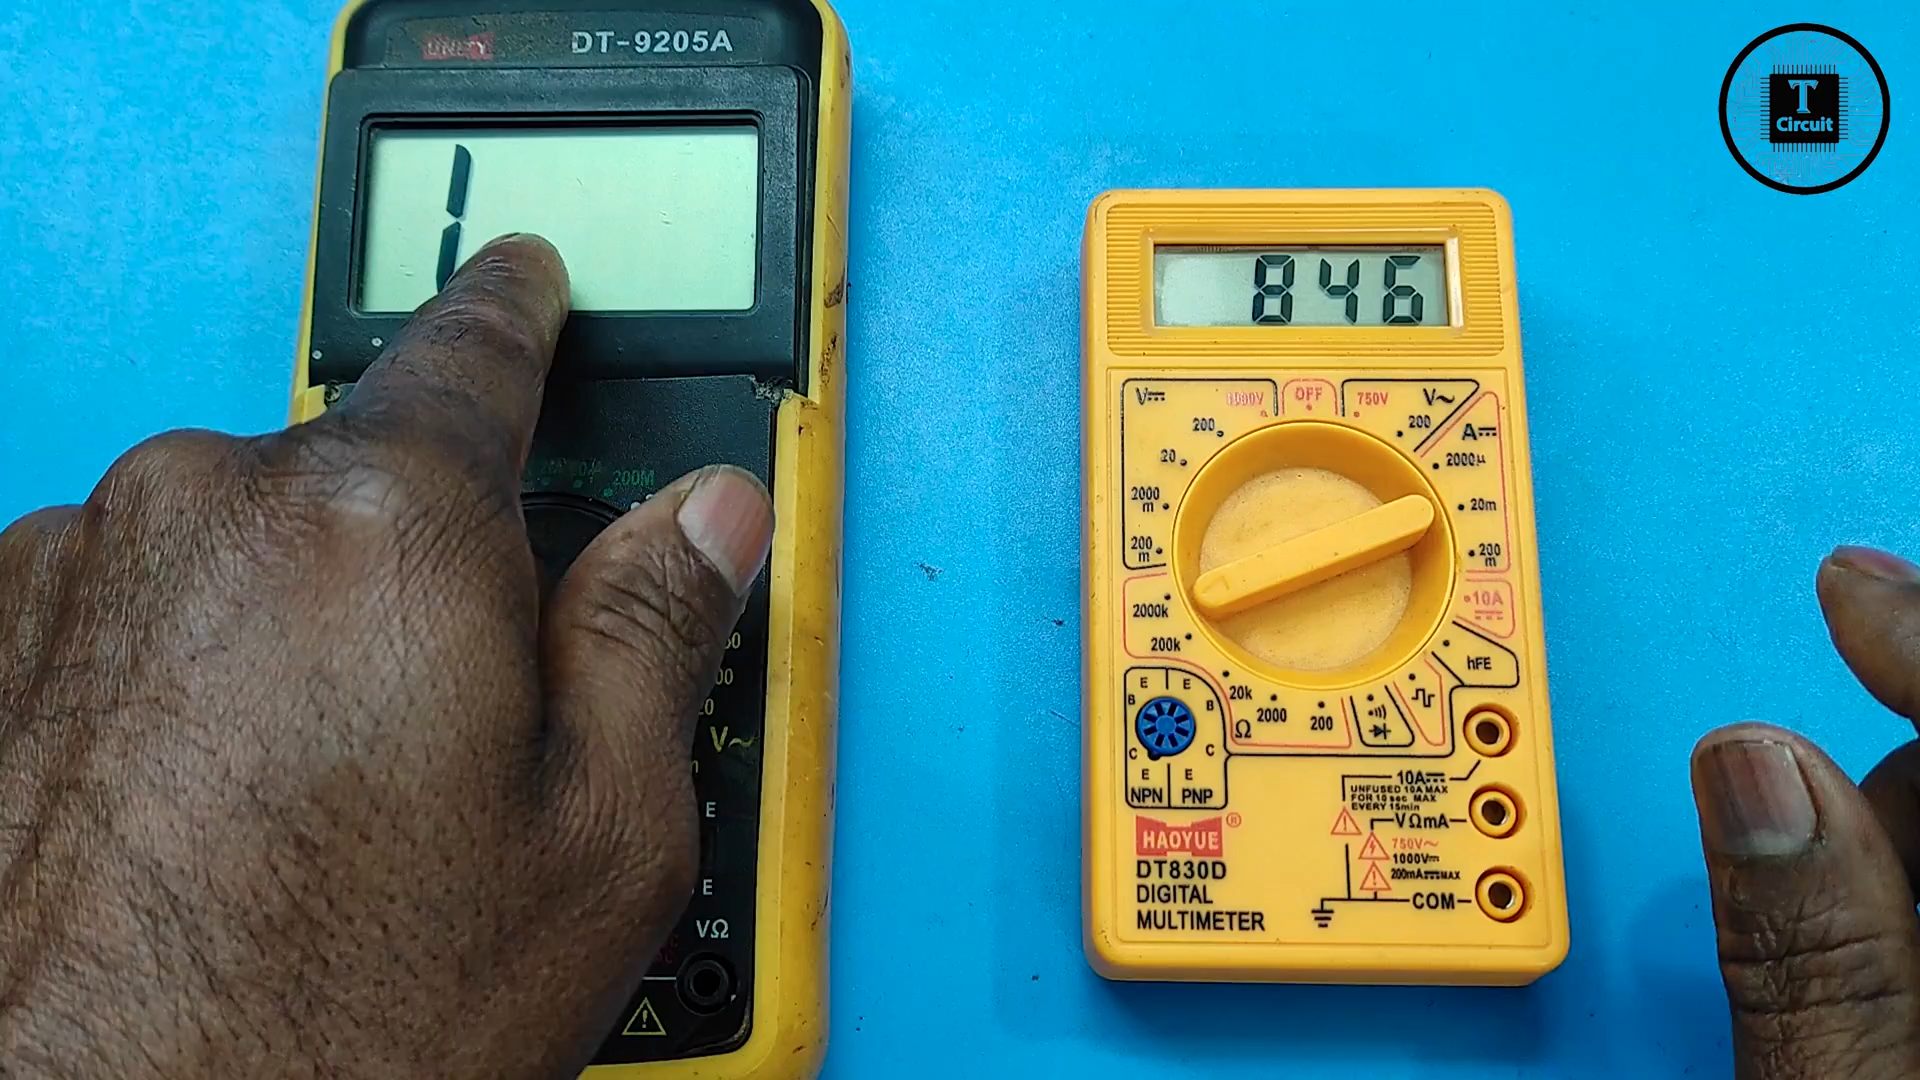 UNITY
DT-9205A
1
200M
20
V~
E
E
VΩ
T
Circuit
846
V
1000V
OFF
750V
V~
200
200
A
20
2000µ
2000
m
20m
200
m
200
m
2000k
10A
200k
hFE
20k
2000
200
Ω
E
E
B
B
C
C
E
E
NPN
PNP
10A
UNFUSED 10A MAX
FOR 10 sec MAX
EVERY 15min
VΩmA
750V~
1000V
200mA MAX
COM
HAOYUE®
DT830D
DIGITAL
MULTIMETER